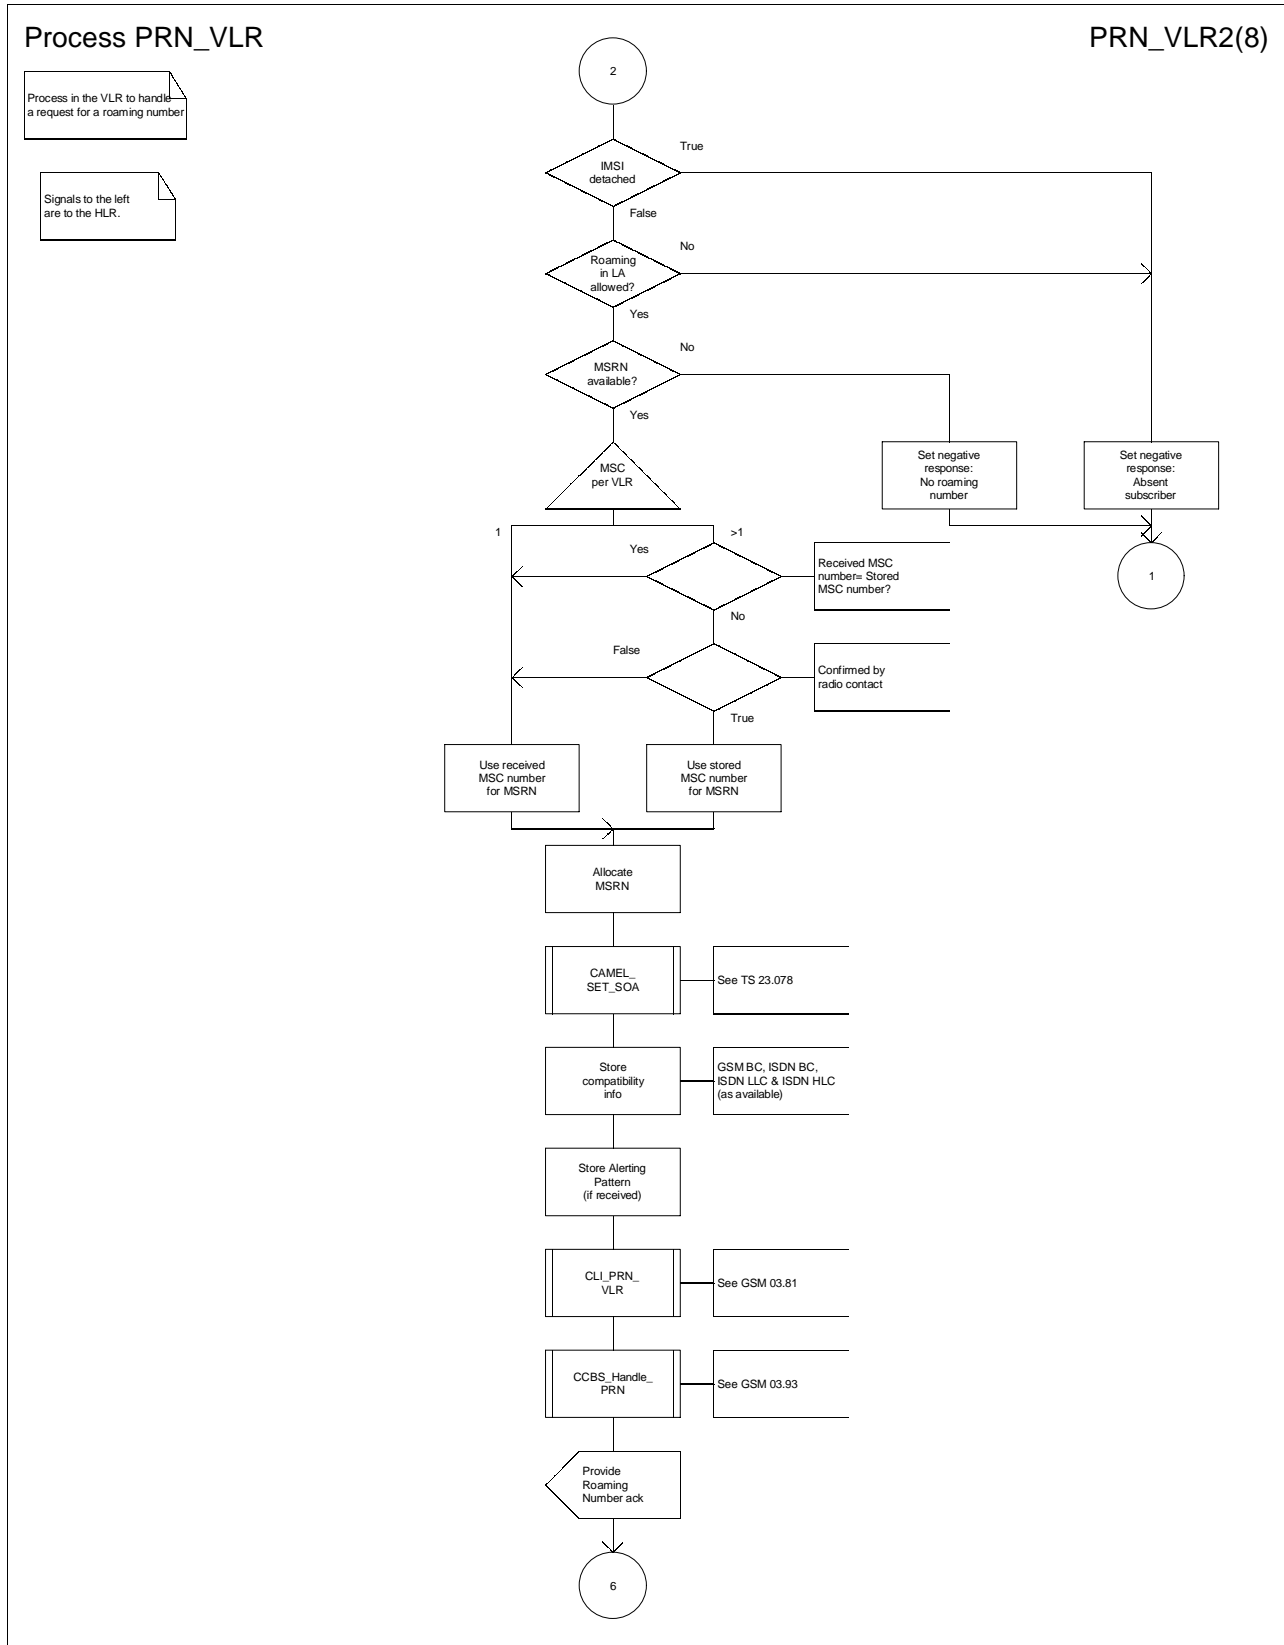 Process PRN_VLR
PRN_VLR2(8)
Process in the VLR to handle
a request for a roaming number
Signals to the left
are to the HLR.
2
IMSI
detached
True
False
Roaming
in LA
allowed?
No
Yes
MSRN
available?
No
Yes
MSC
per VLR
Set negative
response:
No roaming
number
Set negative
response:
Absent
subscriber
1
>1
Yes
Received MSC
number= Stored
MSC number?
1
No
False
Confirmed by
radio contact
True
Use received
MSC number
for MSRN
Use stored
MSC number
for MSRN
Allocate
MSRN
CAMEL_
SET_SOA
See TS 23.078
Store
compatibility
info
GSM BC, ISDN BC,
ISDN LLC & ISDN HLC
(as available)
Store Alerting
Pattern
(if received)
CLI_PRN_
VLR
See GSM 03.81
CCBS_Handle_
PRN
See GSM 03.93
Provide
Roaming
Number ack
6